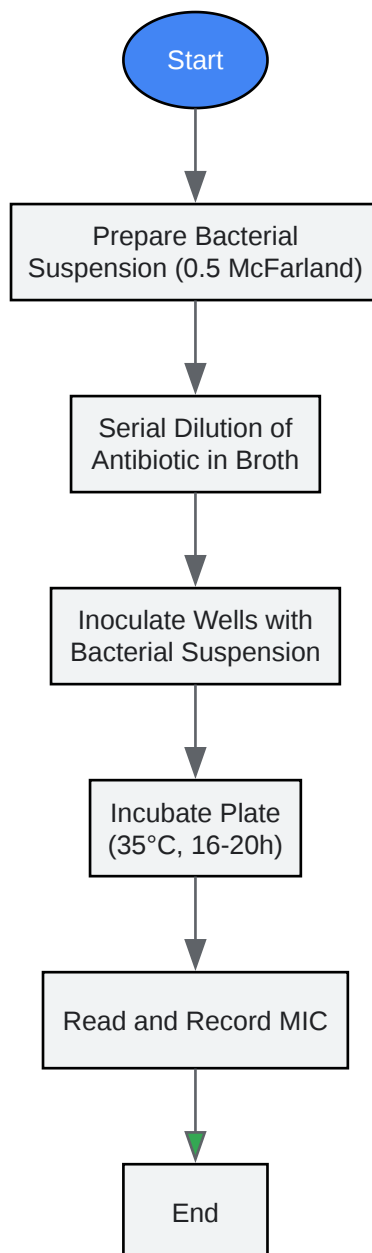 Start
Prepare Bacterial
Suspension (0.5 McFarland)
Serial Dilution of
Antibiotic in Broth
Inoculate Wells with
Bacterial Suspension
Incubate Plate
(35°C, 16-20h)
Read and Record MIC
End